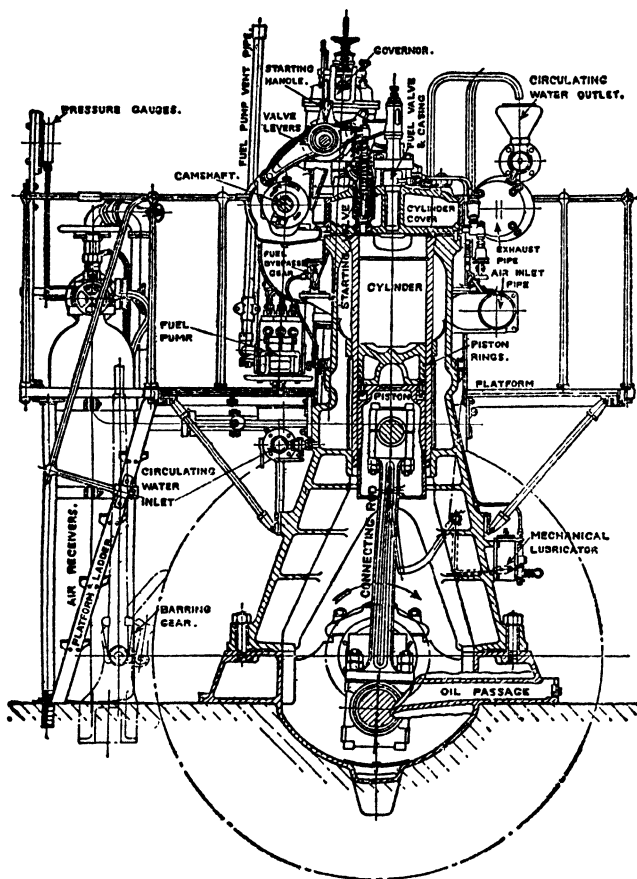 GOVERNOR.
STARTING
HANDLE.
CIRCULATING
WATER OUTLET.
FUEL PUMP VENT PIPE.
PRESSURE GAUGES.
VALVE
LEVERS.
FUEL VALVE
& CASING
CAMSHAFT.
STARTING VALVE
CYLINDER
COVER
EXHAUST
PIPE
AIR INLET
PIPE
FUEL
BYPASS
GEAR
CYLINDER
FUEL
PUMP
PISTON
RINGS.
PISTON
PLATFORM
CIRCULATING
WATER
INLET
CONNECTING ROD
MECHANICAL
LUBRICATOR
AIR RECEIVERS.
PLATFORM LADDER
BARRING
GEAR.
OIL PASSAGE